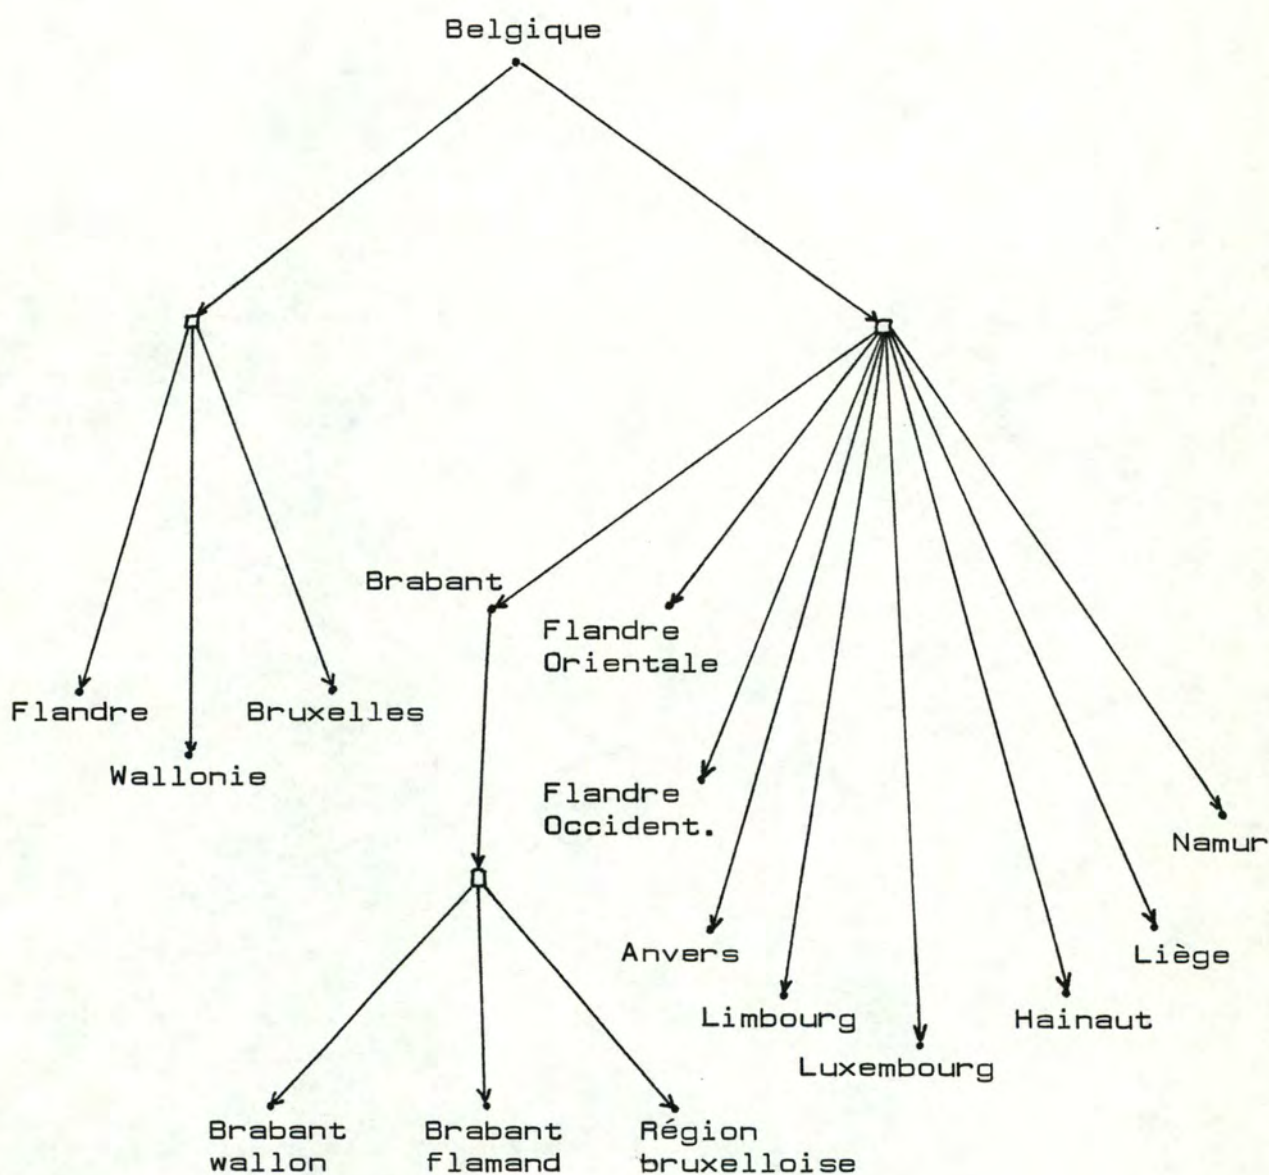 Belgique
Brabant
Flandre
Orientale
Flandre
Bruxelles
Wallonie
Flandre
Occident.
Namur
Anvers
Liège
Limbourg
Hainaut
Luxembourg
Brabant
wallon
Brabant
flamand
Région
bruxelloise